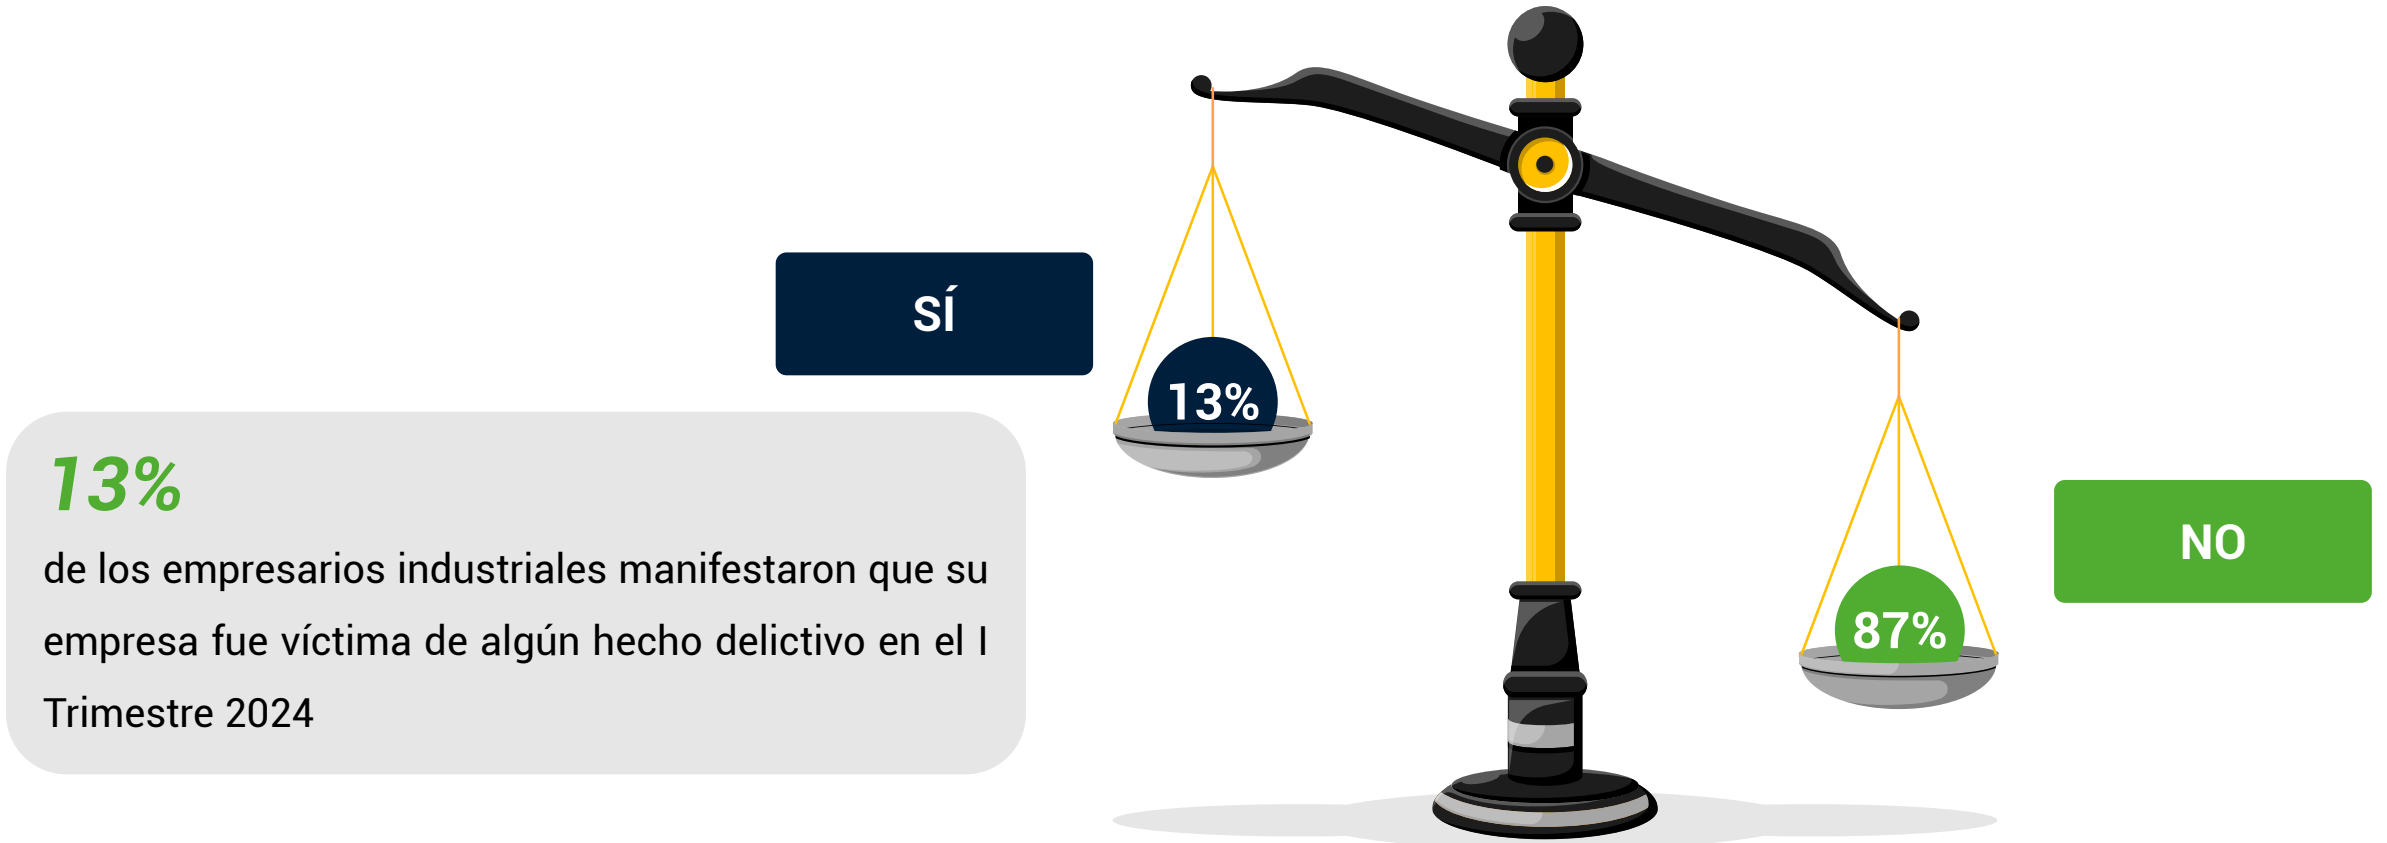 SÍ
13%
13%
de los empresarios industriales manifestaron que su
empresa fue víctima de algún hecho delictivo en el I
Trimestre 2024
NO
87%